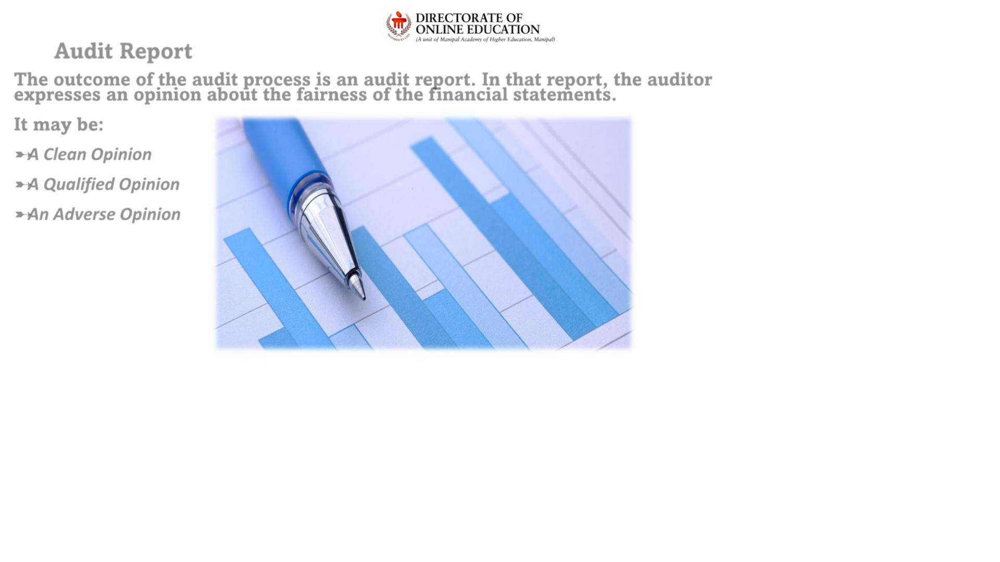 DIRECTORATE OF
ONLINE EDUCATION
(A unit of Manipal Academy of Higher Education, Manipal)
INSPIRED BY LIFE
Audit Report
The outcome of the audit process is an audit report. In that report, the auditor
expresses an opinion about the fairness of the financial statements.
It may be:
➵A Clean Opinion
➵A Qualified Opinion
➵An Adverse Opinion